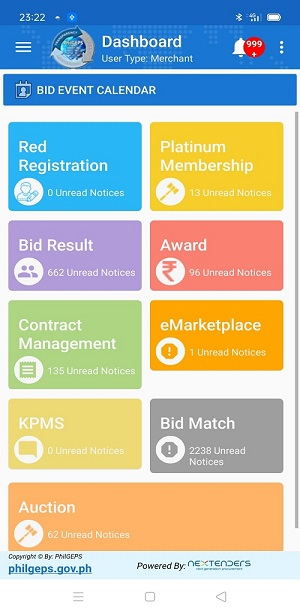 23:22
Dashboard
User Type: Merchant
999
+
BID EVENT CALENDAR
Red
Registration
0 Unread Notices
Platinum
Membership
13 Unread Notices
Bid Result
662 Unread Notices
Award
96 Unread Notices
Contract
Management
135 Unread Notices
eMarketplace
1 Unread Notices
KPMS
0 Unread Notices
Bid Match
2238 Unread
Notices
Auction
62 Unread Notices
Copyright © By: PhilGEPS
philgeps.gov.ph
Powered By:
NEXTENDERS
next generation procurement